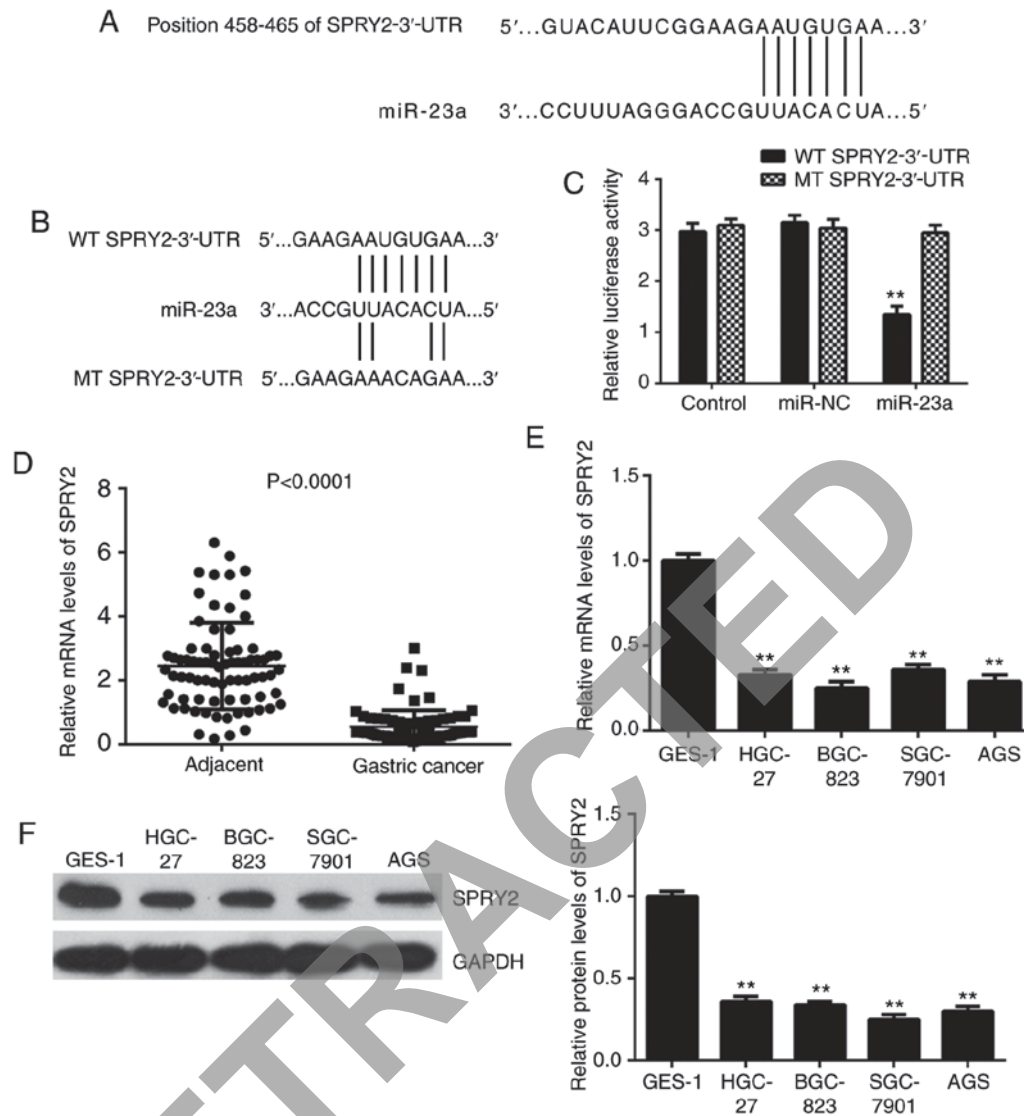 A
Position 458-465 of SPRY2-3′-UTR 5′...GUACAUUCGGAAGAAUGUGAA...3′
miR-23a 3′...CCUUUAGGGACCGUUACACUA...5′
B
WT SPRY2-3′-UTR 5′...GAAGAAUGUGAA...3′
miR-23a 3′...ACCGUUACACUA...5′
MT SPRY2-3′-UTR 5′...GAAGAAACAGAA...3′
C
WT SPRY2-3′-UTR
MT SPRY2-3′-UTR
Relative luciferase activity
4
3
2
1
0
**
Control miR-NC miR-23a
D
Relative mRNA levels of SPRY2
P<0.0001
8
6
4
2
0
Adjacent Gastric cancer
E
Relative mRNA levels of SPRY2
1.5
1.0
0.5
0.0
** ** ** **
GES-1 HGC-27 BGC-823 SGC-7901 AGS
F
GES-1 HGC-27 BGC-823 SGC-7901 AGS
SPRY2
GAPDH
Relative protein levels of SPRY2
1.5
1.0
0.5
0.0
** ** ** **
GES-1 HGC-27 BGC-823 SGC-7901 AGS
TRACTED